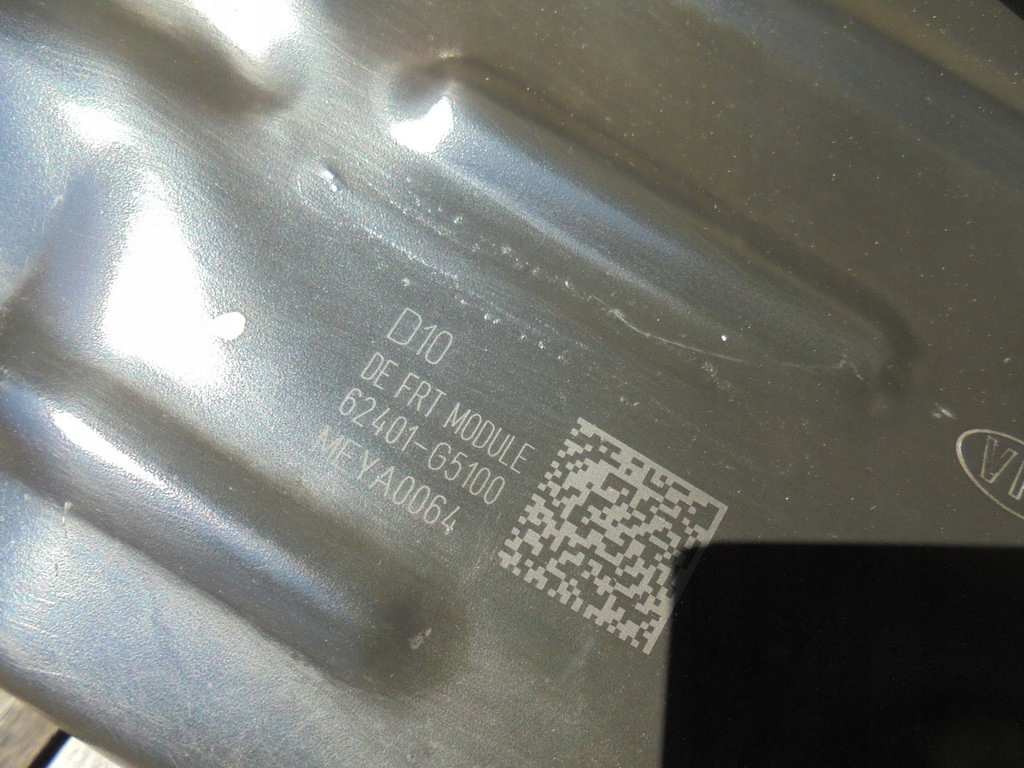 D10
DE FRT MODULE
62401-G5100
MEYA0064